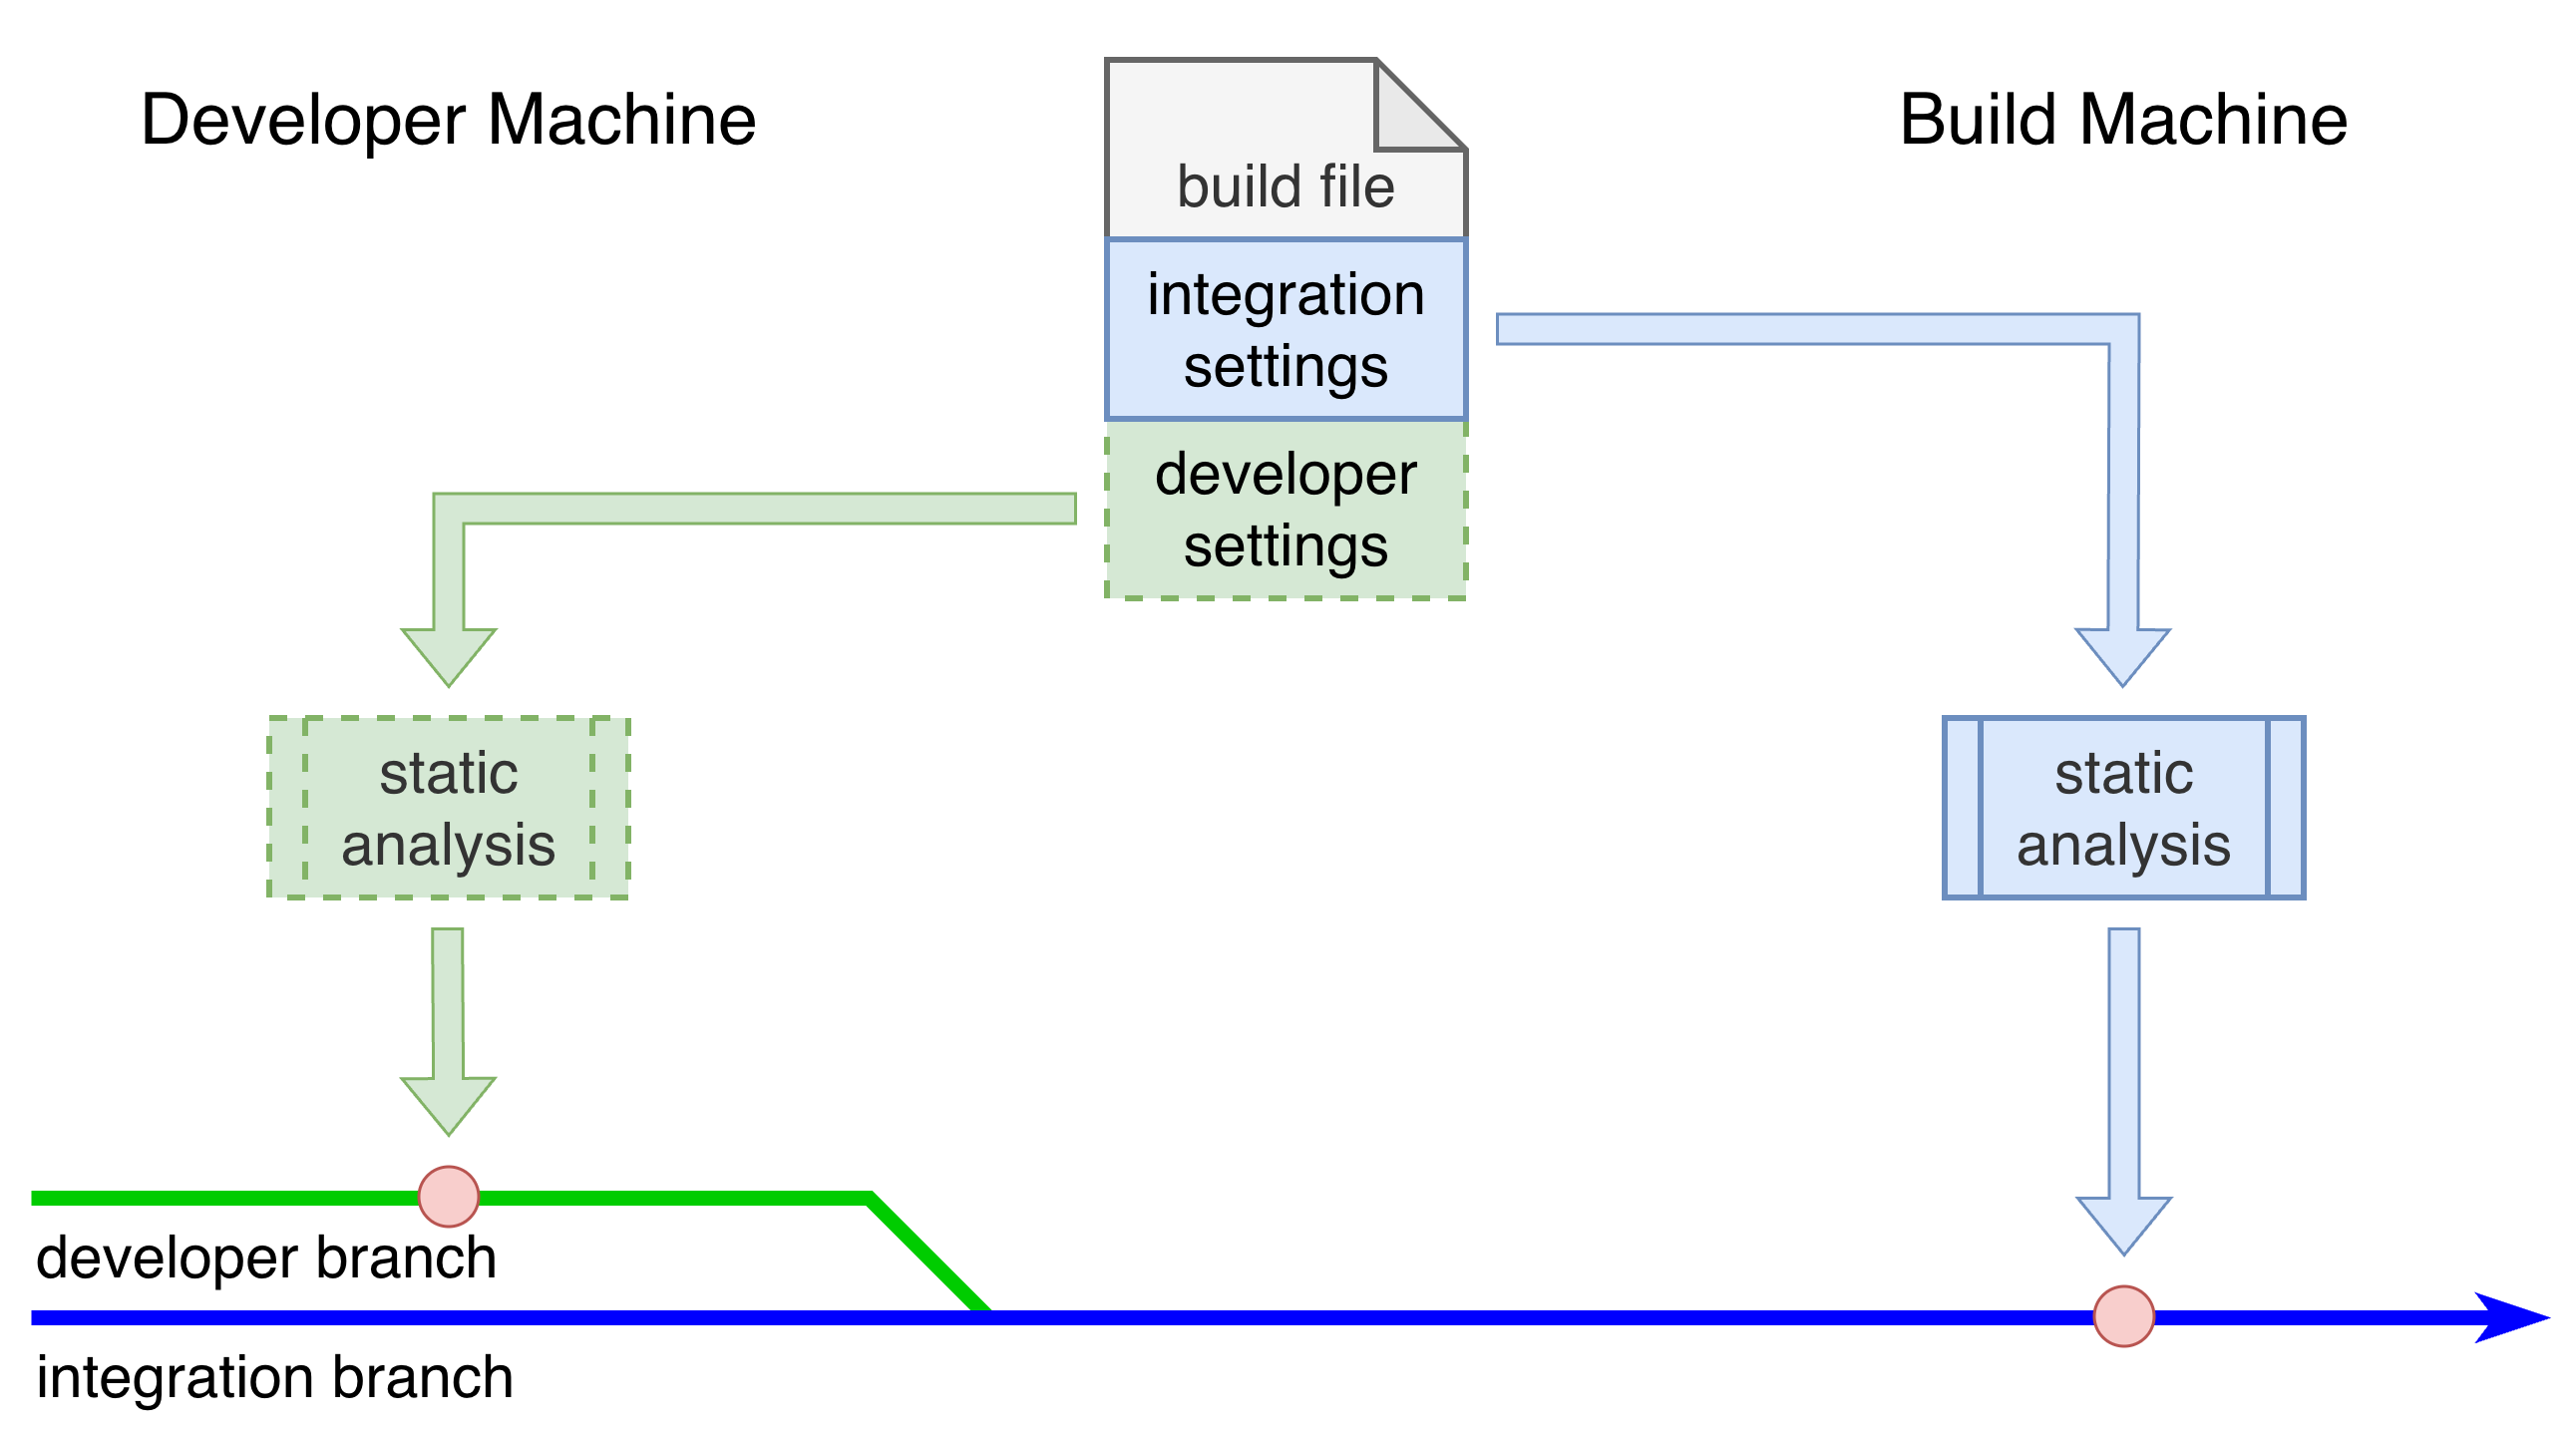 Developer Machine
Build Machine
build file
integration
settings
developer
settings
static
analysis
static
analysis
developer branch
integration branch